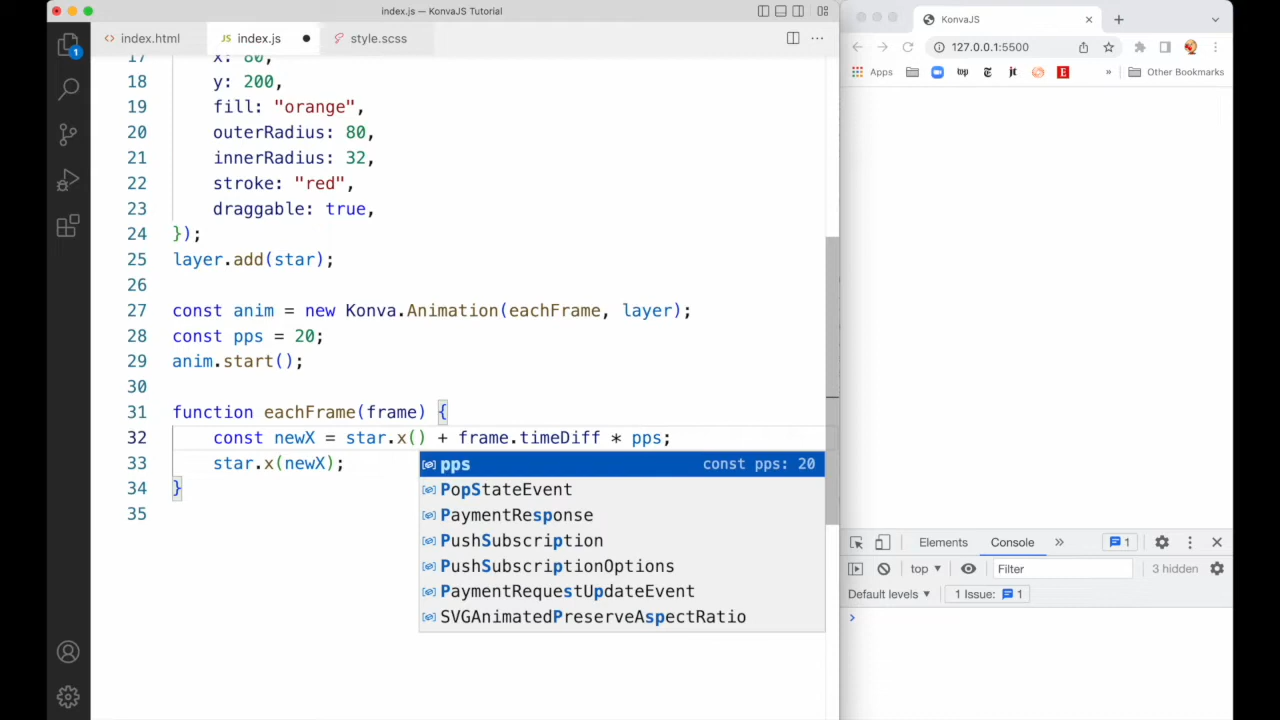 index.js — KonvaJS Tutorial
index.html
JS index.js
style.scss
17 x: 80,
18 y: 200,
19 fill: "orange",
20 outerRadius: 80,
21 innerRadius: 32,
22 stroke: "red",
23 draggable: true,
24 });
25 layer.add(star);
26
27 const anim = new Konva.Animation(eachFrame, layer);
28 const pps = 20;
29 anim.start();
30
31 function eachFrame(frame) {
32 const newX = star.x() + frame.timeDiff * pps;
33 star.x(newX);
34 }
35
pps const pps: 20
PopStateEvent
PaymentResponse
PushSubscription
PushSubscriptionOptions
PaymentRequestUpdateEvent
SVGAnimatedPreserveAspectRatio
1
KonvaJS
127.0.0.1:5500
Apps
wp
jt
E
» Other Bookmarks
Elements
Console
»
1
top
Filter
3 hidden
Default levels
1 Issue:
1